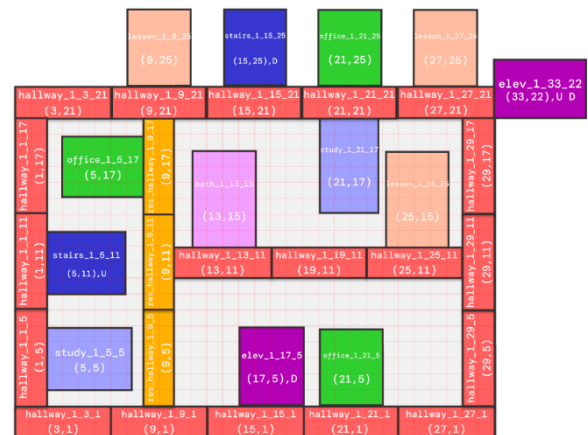 lesson_1_9_25
(9,25)
stairs_1_15_25
(15,25),D
office_1_21_25
(21,25)
lesson_1_27_25
(27,25)
elev_1_33_22
(33,22),U D
hallway_1_3_21
(3,21)
hallway_1_9_21
(9,21)
hallway_1_15_21
(15,21)
hallway_1_21_21
(21,21)
hallway_1_27_21
(27,21)
hallway_1_1_17
(1,17)
office_1_5_17
(5,17)
res_hallway_1_9_17
(9,17)
bath_1_13_15
(13,15)
study_1_21_17
(21,17)
lesson_1_25_15
(25,15)
hallway_1_29_17
(29,17)
hallway_1_1_11
(1,11)
stairs_1_5_11
(5,11),U
res_hallway_1_9_11
(9,11)
hallway_1_13_11
(13,11)
hallway_1_19_11
(19,11)
hallway_1_25_11
(25,11)
hallway_1_29_11
(29,11)
hallway_1_1_5
(1,5)
study_1_5_5
(5,5)
res_hallway_1_9_5
(9,5)
elev_1_17_5
(17,5),D
office_1_21_5
(21,5)
hallway_1_29_5
(29,5)
hallway_1_3_1
(3,1)
hallway_1_9_1
(9,1)
hallway_1_15_1
(15,1)
hallway_1_21_1
(21,1)
hallway_1_27_1
(27,1)